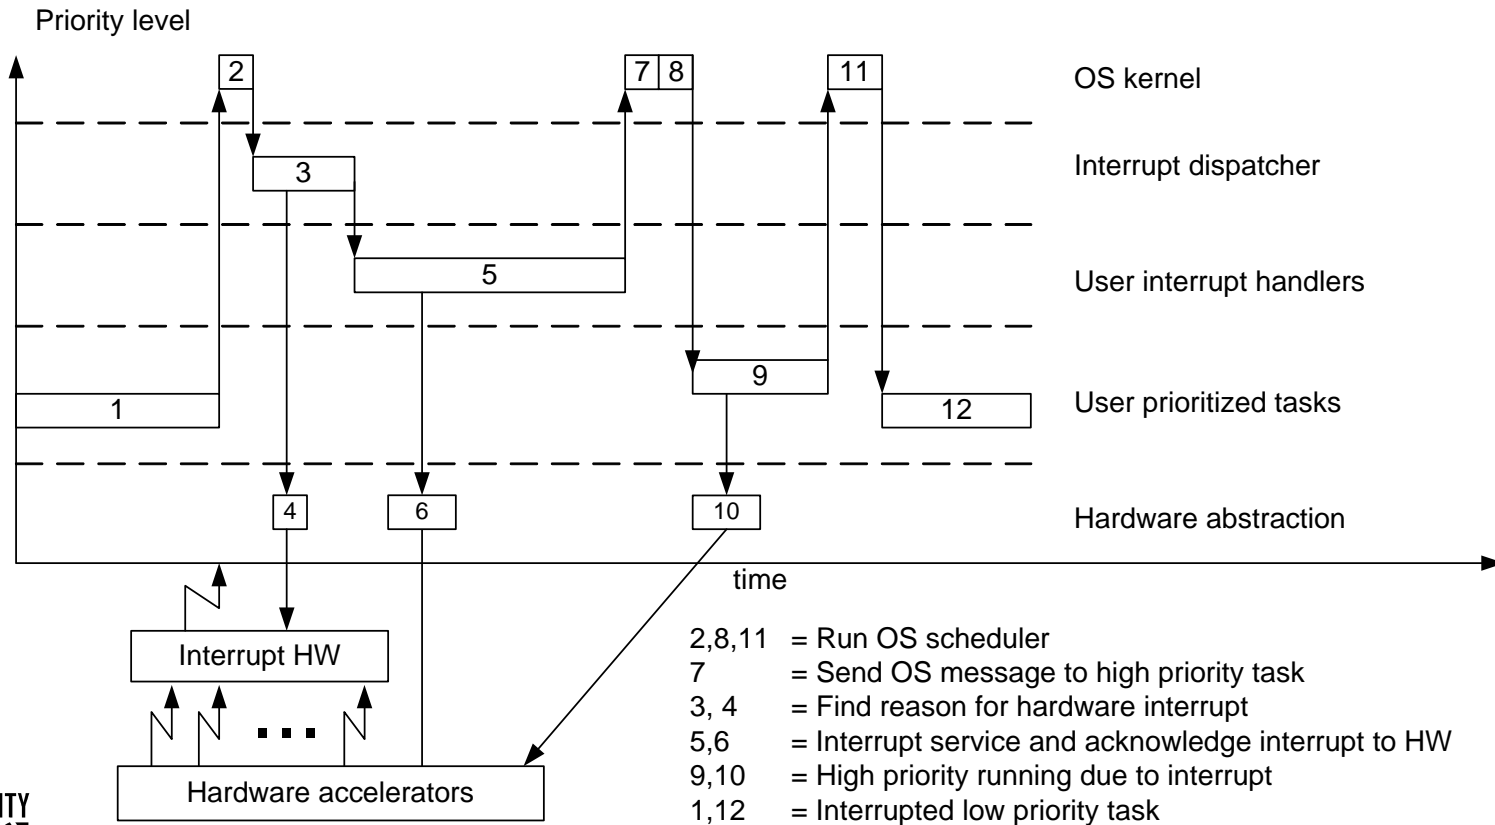 Priority level
2
7 8
11
OS kernel
3
Interrupt dispatcher
5
User interrupt handlers
9
1
12
User prioritized tasks
4
6
10
Hardware abstraction
time
Interrupt HW
2,8,11 = Run OS scheduler
7 = Send OS message to high priority task
3, 4 = Find reason for hardware interrupt
5,6 = Interrupt service and acknowledge interrupt to HW
9,10 = High priority running due to interrupt
1,12 = Interrupted low priority task
Hardware accelerators